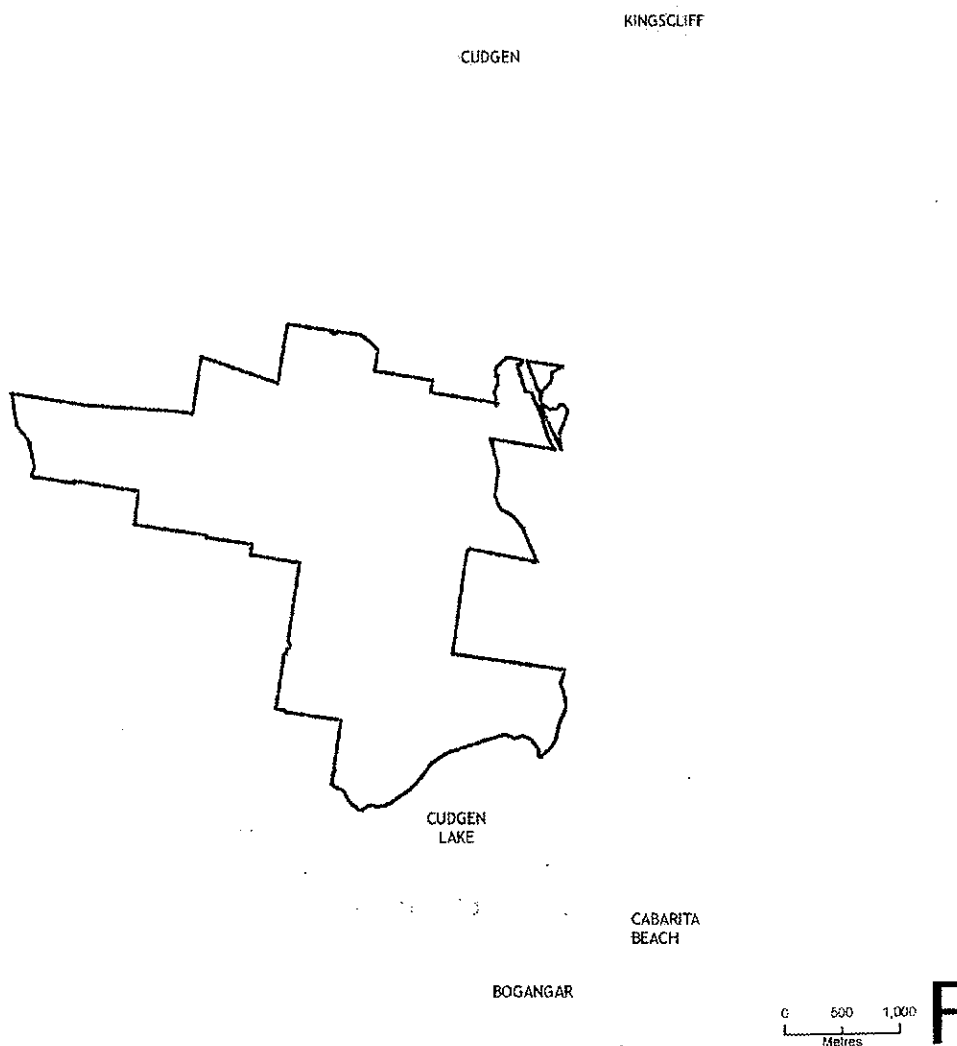 KINGSCLIFF
CUDGEN
CUDGEN
LAKE
CABARITA
BEACH
BOGANGAR
0 500 1,000
Metres
F